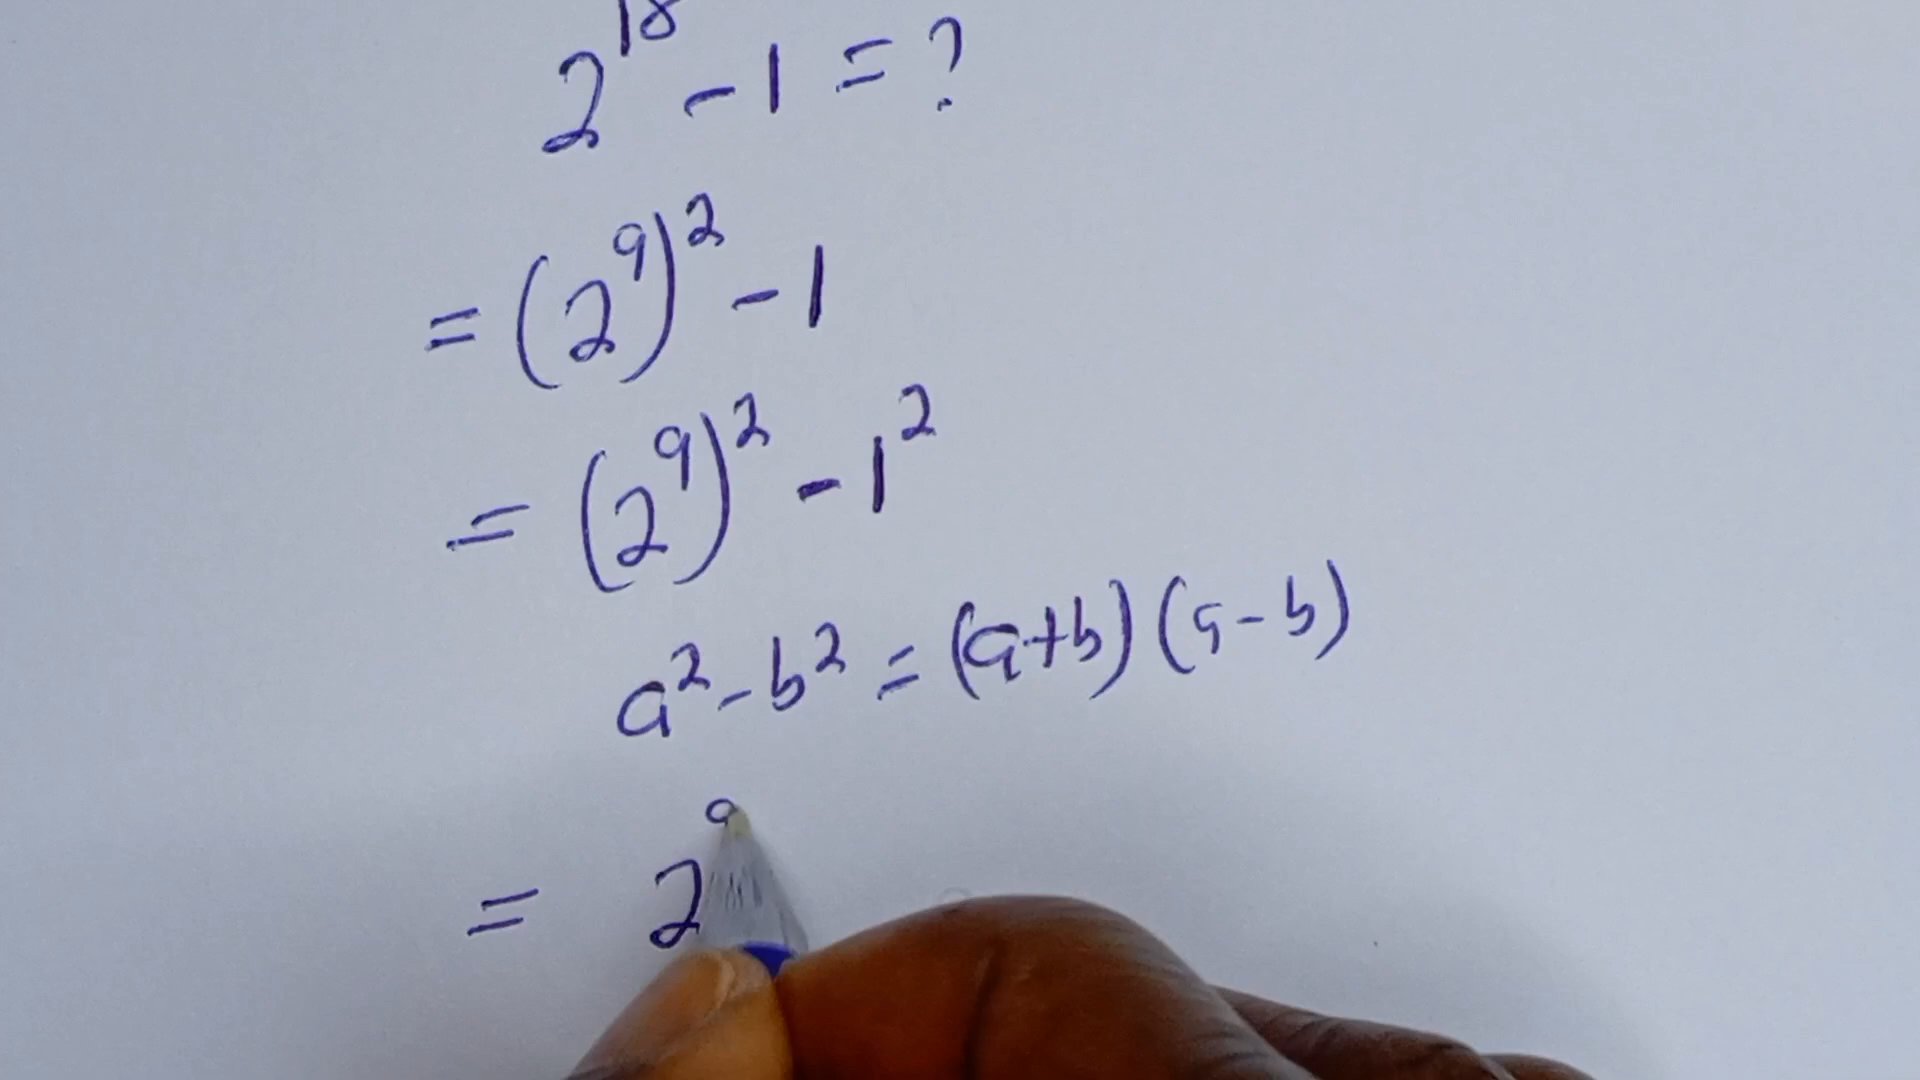 2^18 - 1 = ?
= (2^9)^2 - 1
= (2^9)^2 - 1^2
a^2 - b^2 = (a+b)(a-b)
= 2^9